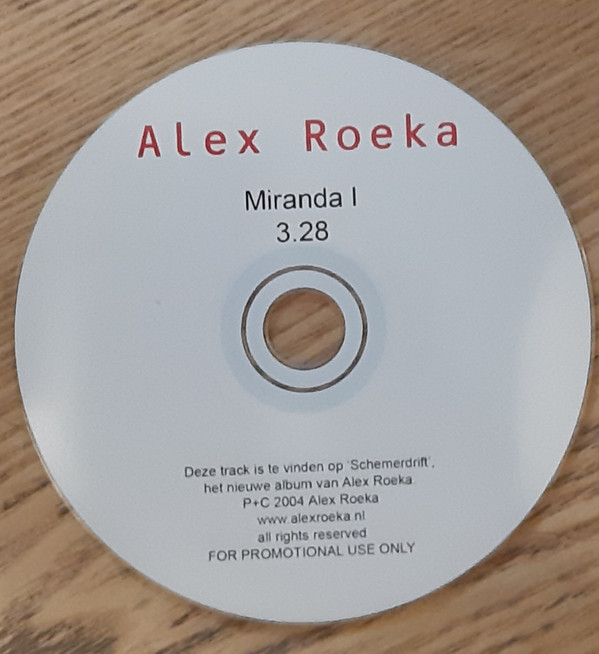 Alex Roeka
Miranda I
3.28
Deze track is te vinden op 'Schemerdrift',
het nieuwe album van Alex Roeka.
P+C 2004 Alex Roeka
www.alexroeka.nl
all rights reserved
FOR PROMOTIONAL USE ONLY